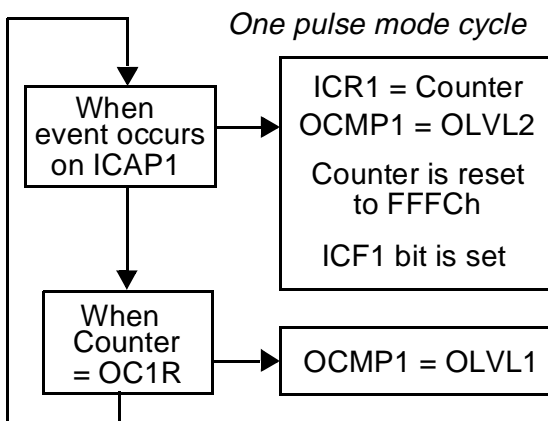 One pulse mode cycle
When
event occurs
on ICAP1
ICR1 = Counter
OCMP1 = OLVL2
Counter is reset
to FFFCh
ICF1 bit is set
When
Counter
= OC1R
OCMP1 = OLVL1